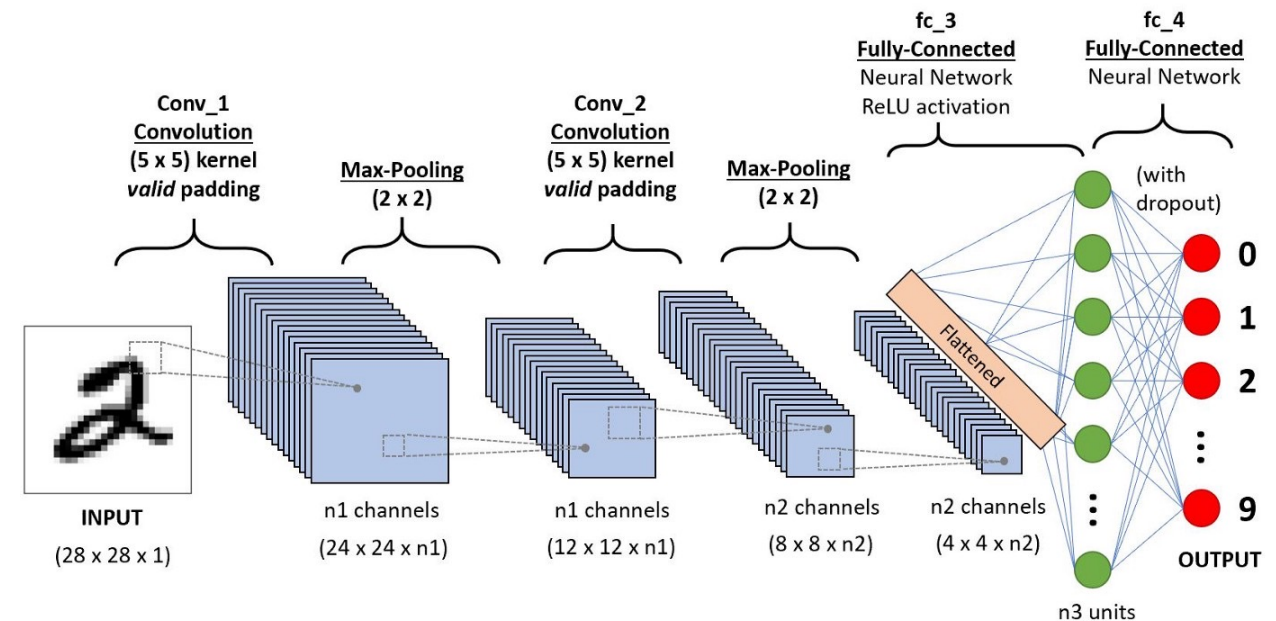 Conv_1
Convolution
(5 x 5) kernel
valid padding
Max-Pooling
(2 x 2)
Conv_2
Convolution
(5 x 5) kernel
valid padding
Max-Pooling
(2 x 2)
fc_3
Fully-Connected
Neural Network
ReLU activation
fc_4
Fully-Connected
Neural Network
(with
dropout)
Flattened
0
1
2
9
OUTPUT
2
INPUT
(28 x 28 x 1)
n1 channels
(24 x 24 x n1)
n1 channels
(12 x 12 x n1)
n2 channels
(8 x 8 x n2)
n2 channels
(4 x 4 x n2)
n3 units